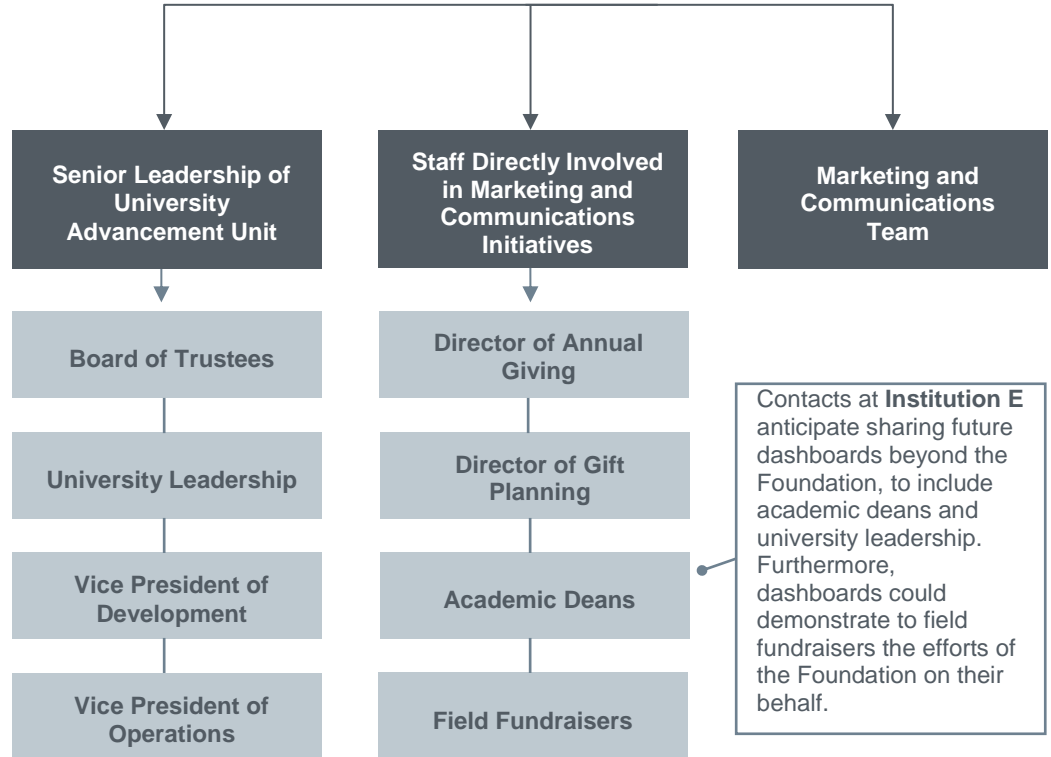 Senior Leadership of
University
Advancement Unit
Staff Directly Involved
in Marketing and
Communications
Initiatives
Marketing and
Communications
Team
Board of Trustees
University Leadership
Vice President of
Development
Vice President of
Operations
Director of Annual
Giving
Director of Gift
Planning
Academic Deans
Field Fundraisers
Contacts at Institution E
anticipate sharing future
dashboards beyond the
Foundation, to include
academic deans and
university leadership.
Furthermore,
dashboards could
demonstrate to field
fundraisers the efforts of
the Foundation on their
behalf.